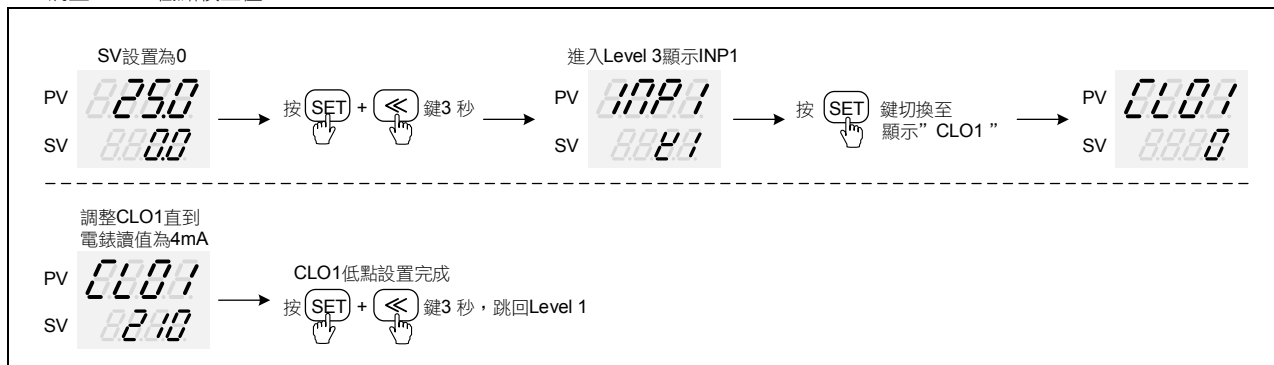 SV設置為0
PV 25.0
SV 0.0
按 SET + ≪ 鍵3 秒
進入Level 3顯示INP1
PV INP1
SV t1
按 SET 鍵切換至
顯示” CLO1 ”
PV CLO1
SV 0
調整CLO1直到
電錶讀值為4mA
PV CLO1
SV 210
CLO1低點設置完成
按 SET + ≪ 鍵3 秒，跳回Level 1